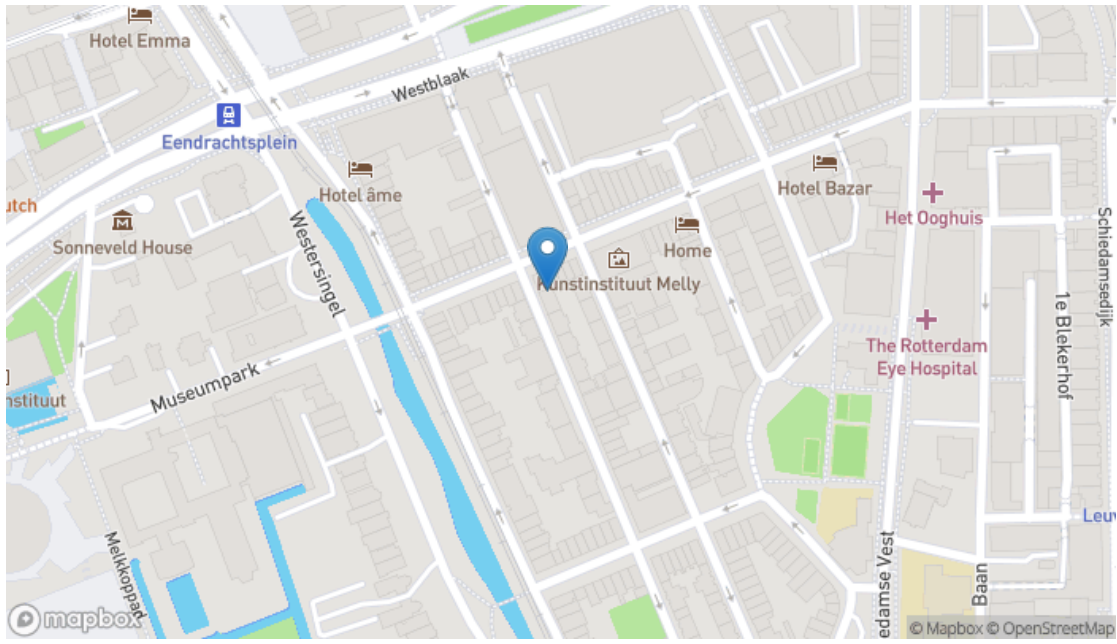 Hotel Emma
Westblaak
Eendrachtsplein
Hotel âme
Hotel Bazar
utch
Het Ooghuis
Sonneveld House
Home
Schiedamsedijk
Westersingel
Kunstinstituut Melly
1e Blekerhof
The Rotterdam
Eye Hospital
Museumpark
nstituut
Leuv
Melkkoppad
iedamse Vest
Baan
mapbox
© Mapbox © OpenStreetMap